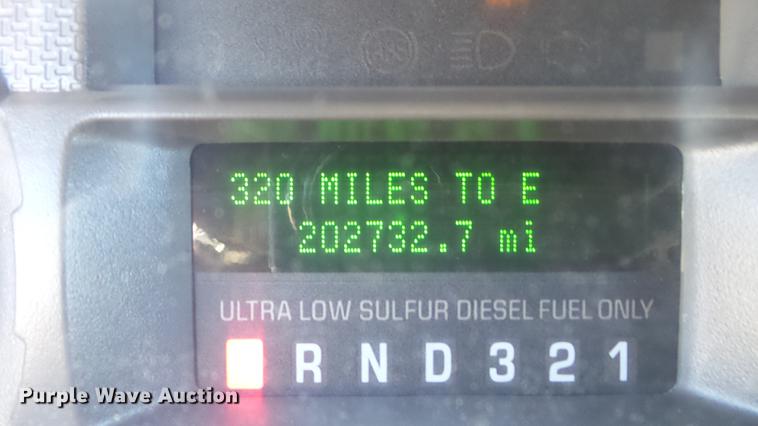 320 MILES TO E
202732.7 mi
ULTRA LOW SULFUR DIESEL FUEL ONLY
R N D 3 2 1
Purple Wave Auction